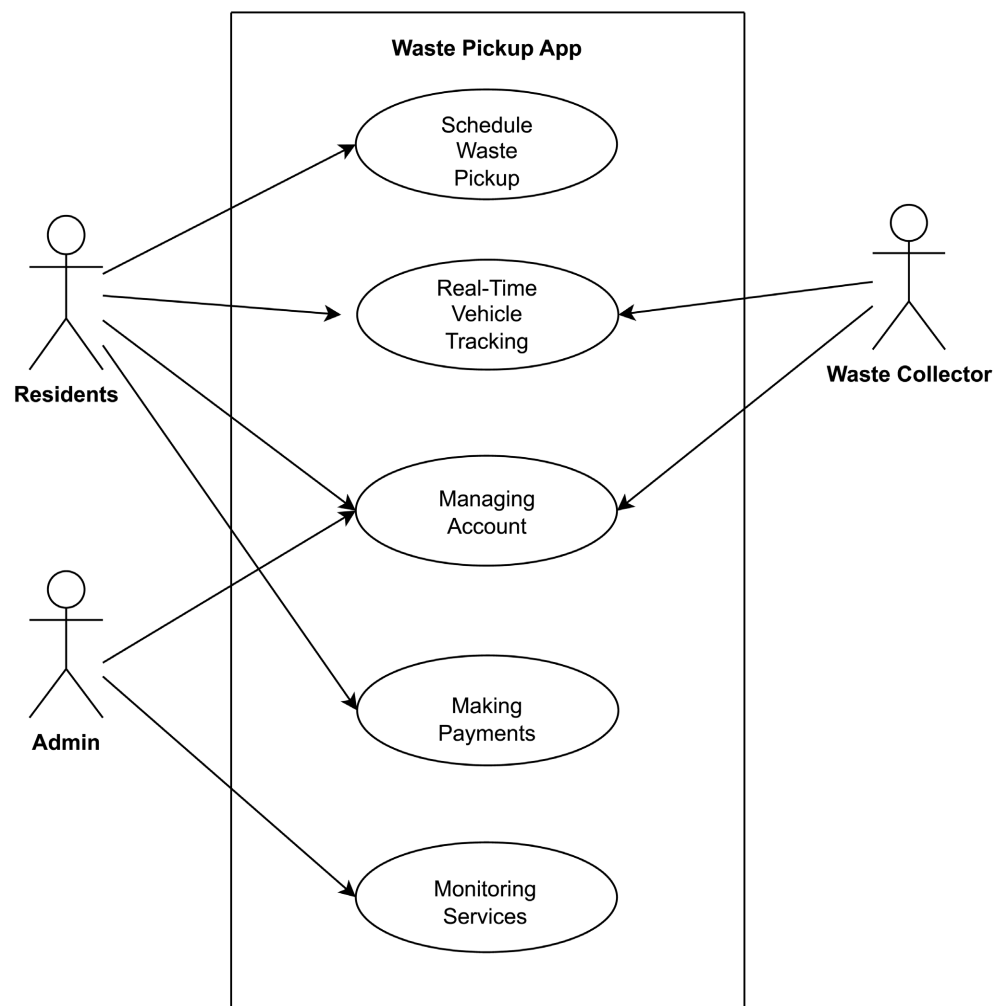 Waste Pickup App
Schedule
Waste
Pickup
Real-Time
Vehicle
Tracking
Residents
Waste Collector
Managing
Account
Admin
Making
Payments
Monitoring
Services